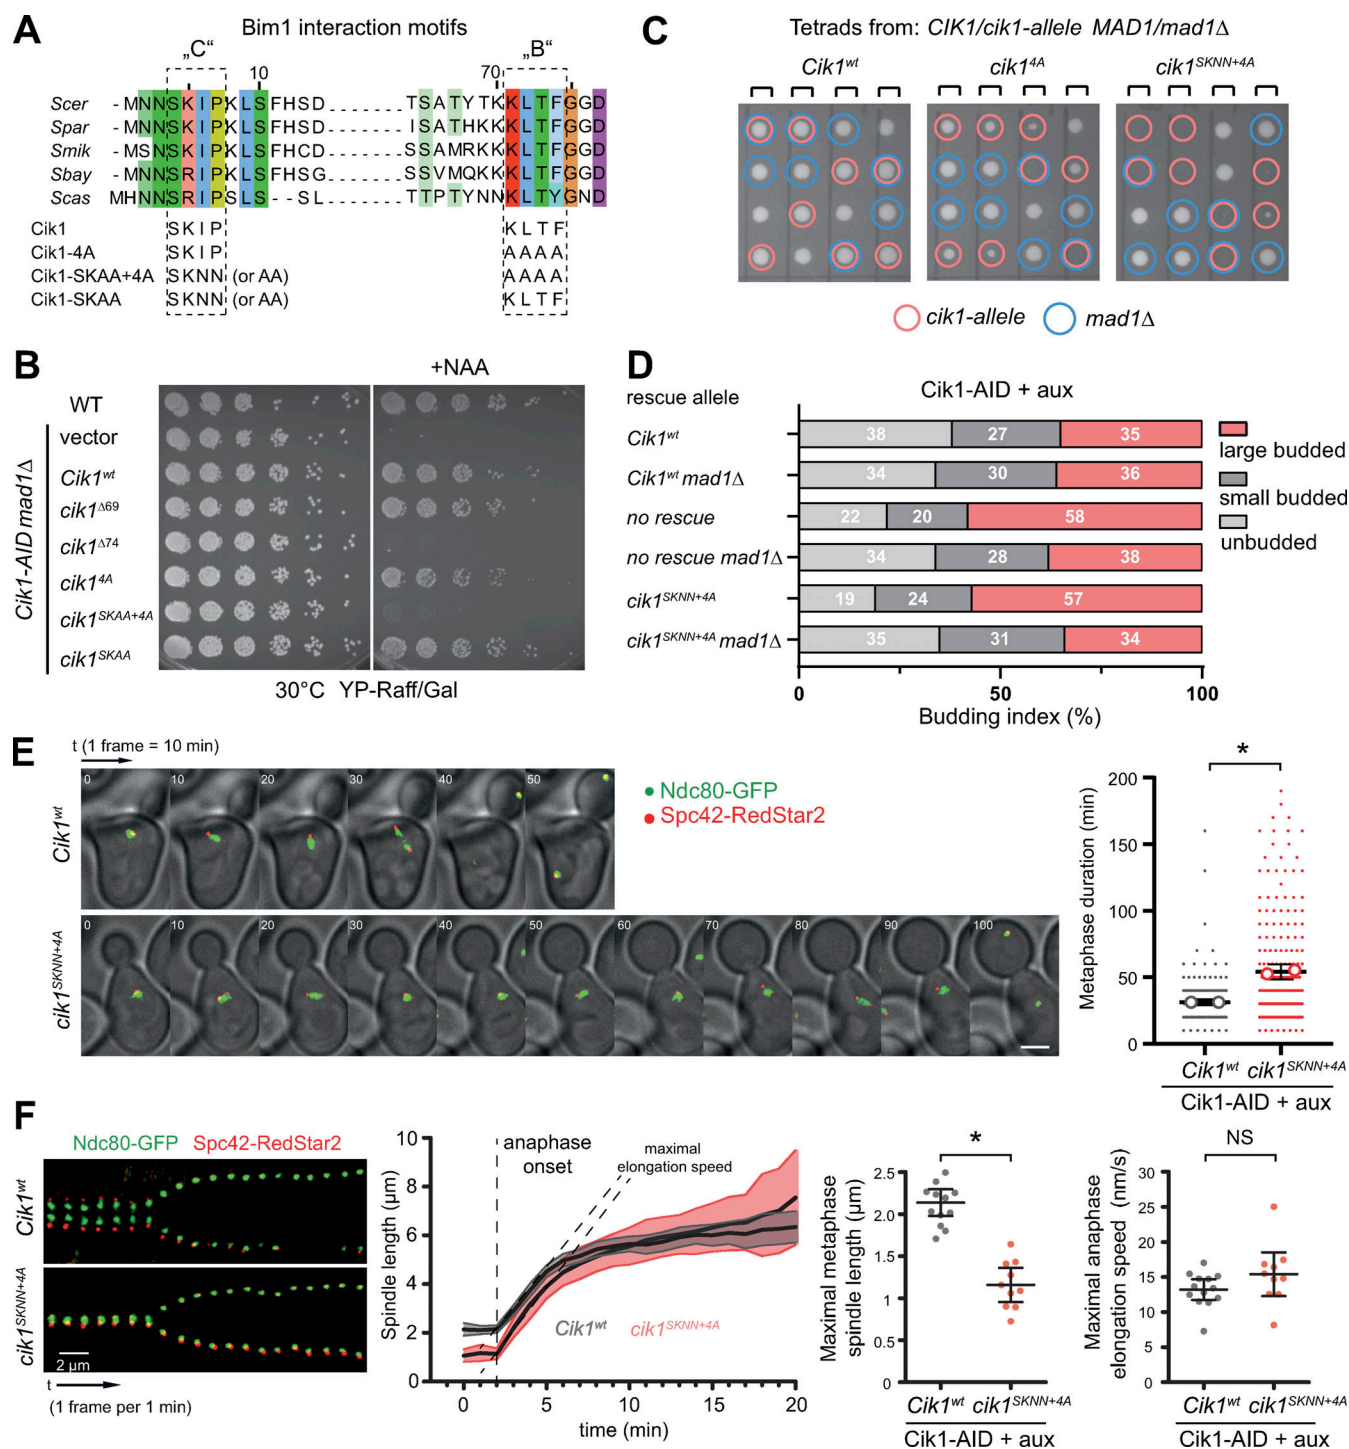 A
Bim1 interaction motifs
„C“
„B“
10
70
Scer - MNNSKIPKLSFHSD.......TSATYTKKLTFGGD
Spar - MNNSKIPKLSFHSD.......ISATHKKKLTFGGD
Smik - MSNSKIPKLSFHCD.......SSAMRKKKLTFGGD
Sbay - MNNSRIPKLSFHSG.......SSVMQKKKLTFGGD
Scas MHNNSRIPSLS--SL.......TTPTYNNKLTYGND
Cik1 SKIP KLTF
Cik1-4A SKIP AAAA
Cik1-SKAA+4A SKNN (or AA) AAAA
Cik1-SKAA SKNN (or AA) KLTF
B
+NAA
WT
vector
Cik1wt
cik1Δ69
cik1Δ74
cik14A
cik1SKAA+4A
cik1SKAA
Cik1-AID mad1Δ
30°C YP-Raff/Gal
C
Tetrads from: CIK1/cik1-allele MAD1/mad1Δ
Cik1wt cik14A cik1SKNN+4A
cik1-allele mad1Δ
D
rescue allele
Cik1-AID + aux
Cik1wt 38 27 35
Cik1wt mad1Δ 34 30 36
no rescue 22 20 58
no rescue mad1Δ 34 28 38
cik1SKNN+4A 19 24 57
cik1SKNN+4A mad1Δ 35 31 34
large budded
small budded
unbudded
0 50 100
Budding index (%)
E
t (1 frame = 10 min)
Cik1wt
0 10 20 30 40 50
Ndc80-GFP
Spc42-RedStar2
cik1SKNN+4A
0 10 20 30 40 50 60 70 80 90 100
*
Metaphase duration (min)
200
150
100
50
0
Cik1wt cik1SKNN+4A
Cik1-AID + aux
F
Ndc80-GFP Spc42-RedStar2
Cik1wt
cik1SKNN+4A
2 µm
t
(1 frame per 1 min)
Spindle length (µm)
10
8
6
4
2
0
anaphase
onset
maximal
elongation speed
Cik1wt cik1SKNN+4A
0 5 10 15 20
time (min)
*
Maximal metaphase
spindle length (µm)
2.5
2.0
1.5
1
0.5
0
Cik1wt cik1SKNN+4A
Cik1-AID + aux
NS
Maximal anaphase
elongation speed (nm/s)
30
25
20
15
10
5
0
Cik1wt cik1SKNN+4A
Cik1-AID + aux